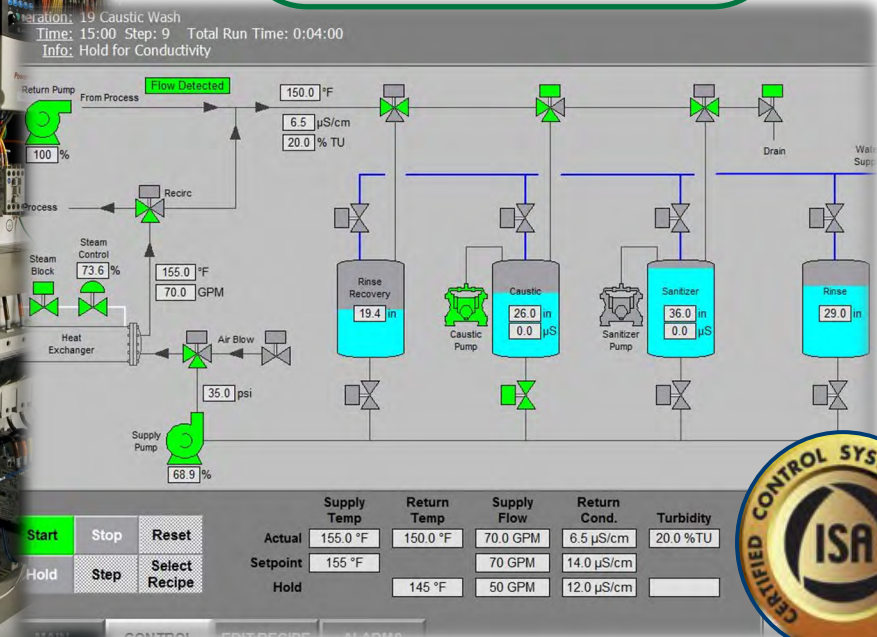 eration: 19 Caustic Wash
Time: 15:00 Step: 9 Total Run Time: 0:04:00
Info: Hold for Conductivity
Return Pump
From Process
Flow Detected
100 %
150.0 °F
6.5 µS/cm
20.0 % TU
Drain
Recirc
Process
Steam Block
Steam Control
73.6 %
155.0 °F
70.0 GPM
Heat Exchanger
Air Blow
35.0 psi
Supply Pump
68.9 %
Rinse Recovery
19.4 in
Caustic Pump
Caustic
26.0 in
0.0 µS
Sanitizer Pump
Sanitizer
36.0 in
0.0 µS
Rinse
29.0 in
Start Stop Reset
Hold Step Select Recipe
Supply Temp Return Temp Supply Flow Return Cond. Turbidity
Actual 155.0 °F 150.0 °F 70.0 GPM 6.5 µS/cm 20.0 %TU
Setpoint 155 °F 70 GPM 14.0 µS/cm
Hold 145 °F 50 GPM 12.0 µS/cm
CERTIFIED CONTROL SYS
ISA
MAIN CONTROL EDIT RECIPE ALARMS